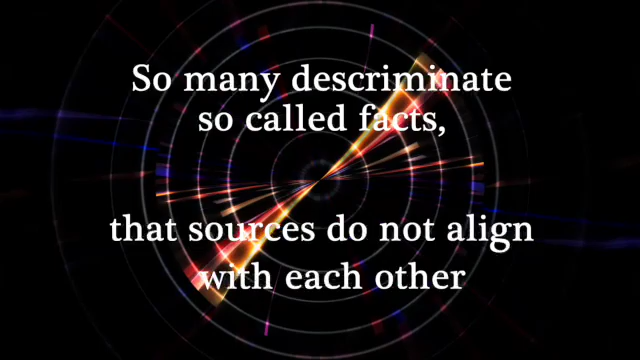 So many descriminate
so called facts,
that sources do not align
with each other